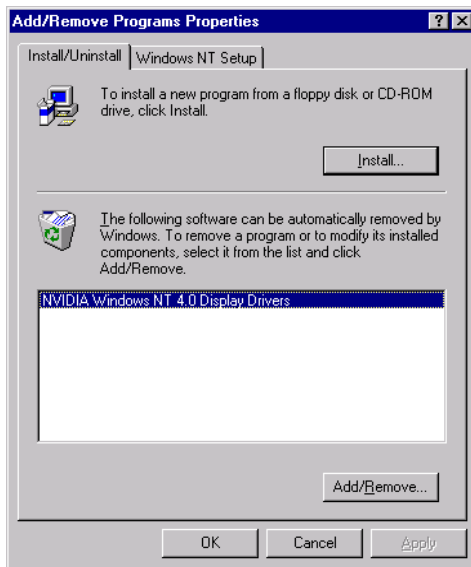 Add/Remove Programs Properties
Install/Uninstall Windows NT Setup
To install a new program from a floppy disk or CD-ROM
drive, click Install.
Install...
The following software can be automatically removed by
Windows. To remove a program or to modify its installed
components, select it from the list and click
Add/Remove.
NVIDIA Windows NT 4.0 Display Drivers
Add/Remove...
OK Cancel Apply